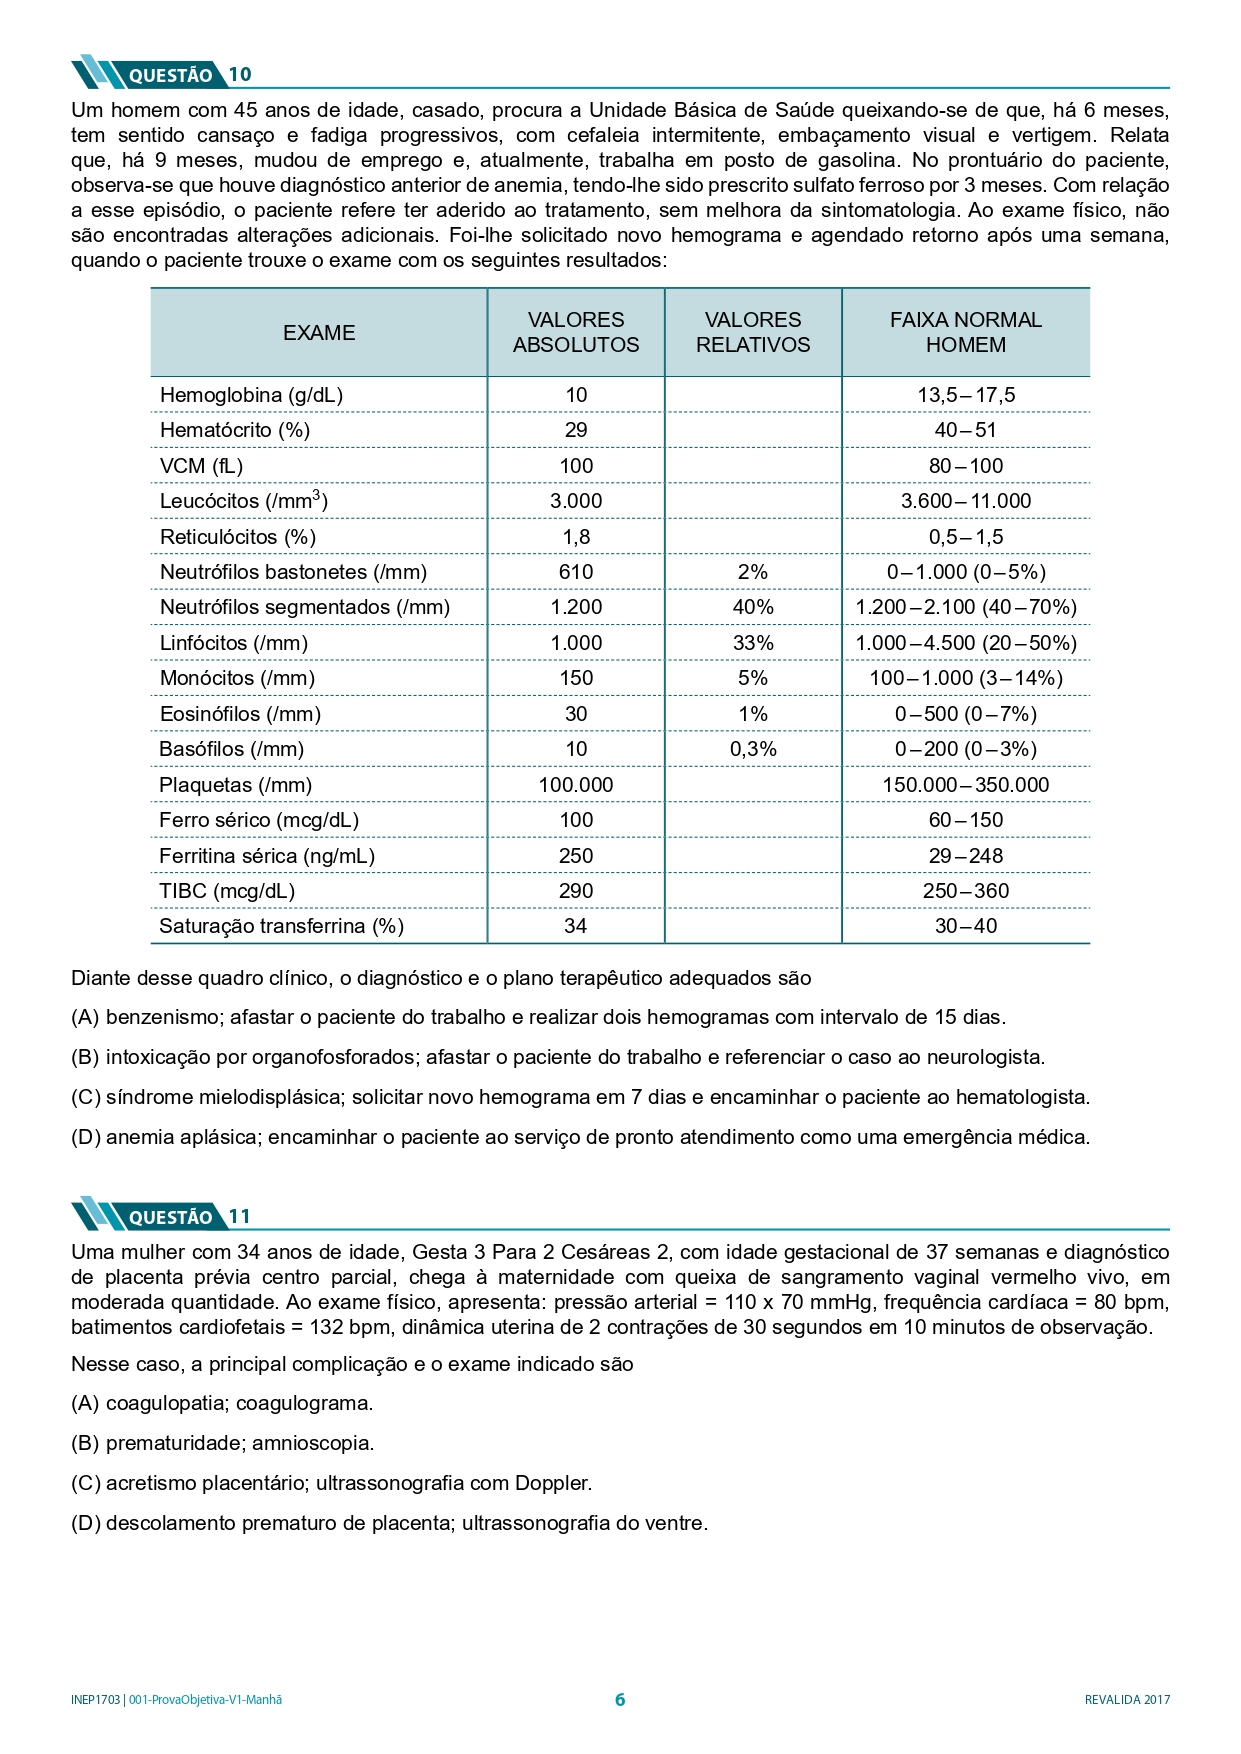 QUESTÃO 10
Um homem com 45 anos de idade, casado, procura a Unidade Básica de Saúde queixando-se de que, há 6 meses,
tem sentido cansaço e fadiga progressivos, com cefaleia intermitente, embaçamento visual e vertigem. Relata
que, há 9 meses, mudou de emprego e, atualmente, trabalha em posto de gasolina. No prontuário do paciente,
observa-se que houve diagnóstico anterior de anemia, tendo-lhe sido prescrito sulfato ferroso por 3 meses. Com relação
a esse episódio, o paciente refere ter aderido ao tratamento, sem melhora da sintomatologia. Ao exame físico, não
são encontradas alterações adicionais. Foi-lhe solicitado novo hemograma e agendado retorno após uma semana,
quando o paciente trouxe o exame com os seguintes resultados:
EXAME VALORES ABSOLUTOS VALORES RELATIVOS FAIXA NORMAL HOMEM
Hemoglobina (g/dL) 10 13,5–17,5
Hematócrito (%) 29 40–51
VCM (fL) 100 80–100
Leucócitos (/mm³) 3.000 3.600–11.000
Reticulócitos (%) 1,8 0,5–1,5
Neutrófilos bastonetes (/mm) 610 2% 0–1.000 (0–5%)
Neutrófilos segmentados (/mm) 1.200 40% 1.200–2.100 (40–70%)
Linfócitos (/mm) 1.000 33% 1.000–4.500 (20–50%)
Monócitos (/mm) 150 5% 100–1.000 (3–14%)
Eosinófilos (/mm) 30 1% 0–500 (0–7%)
Basófilos (/mm) 10 0,3% 0–200 (0–3%)
Plaquetas (/mm) 100.000 150.000–350.000
Ferro sérico (mcg/dL) 100 60–150
Ferritina sérica (ng/mL) 250 29–248
TIBC (mcg/dL) 290 250–360
Saturação transferrina (%) 34 30–40
Diante desse quadro clínico, o diagnóstico e o plano terapêutico adequados são
(A) benzenismo; afastar o paciente do trabalho e realizar dois hemogramas com intervalo de 15 dias.
(B) intoxicação por organofosforados; afastar o paciente do trabalho e referenciar o caso ao neurologista.
(C) síndrome mielodisplásica; solicitar novo hemograma em 7 dias e encaminhar o paciente ao hematologista.
(D) anemia aplásica; encaminhar o paciente ao serviço de pronto atendimento como uma emergência médica.
QUESTÃO 11
Uma mulher com 34 anos de idade, Gesta 3 Para 2 Cesáreas 2, com idade gestacional de 37 semanas e diagnóstico
de placenta prévia centro parcial, chega à maternidade com queixa de sangramento vaginal vermelho vivo, em
moderada quantidade. Ao exame físico, apresenta: pressão arterial = 110 x 70 mmHg, frequência cardíaca = 80 bpm,
batimentos cardiofetais = 132 bpm, dinâmica uterina de 2 contrações de 30 segundos em 10 minutos de observação.
Nesse caso, a principal complicação e o exame indicado são
(A) coagulopatia; coagulograma.
(B) prematuridade; amnioscopia.
(C) acretismo placentário; ultrassonografia com Doppler.
(D) descolamento prematuro de placenta; ultrassonografia do ventre.
INEP1703 | 001-ProvaObjetiva-V1-Manhã 6 REVALIDA 2017